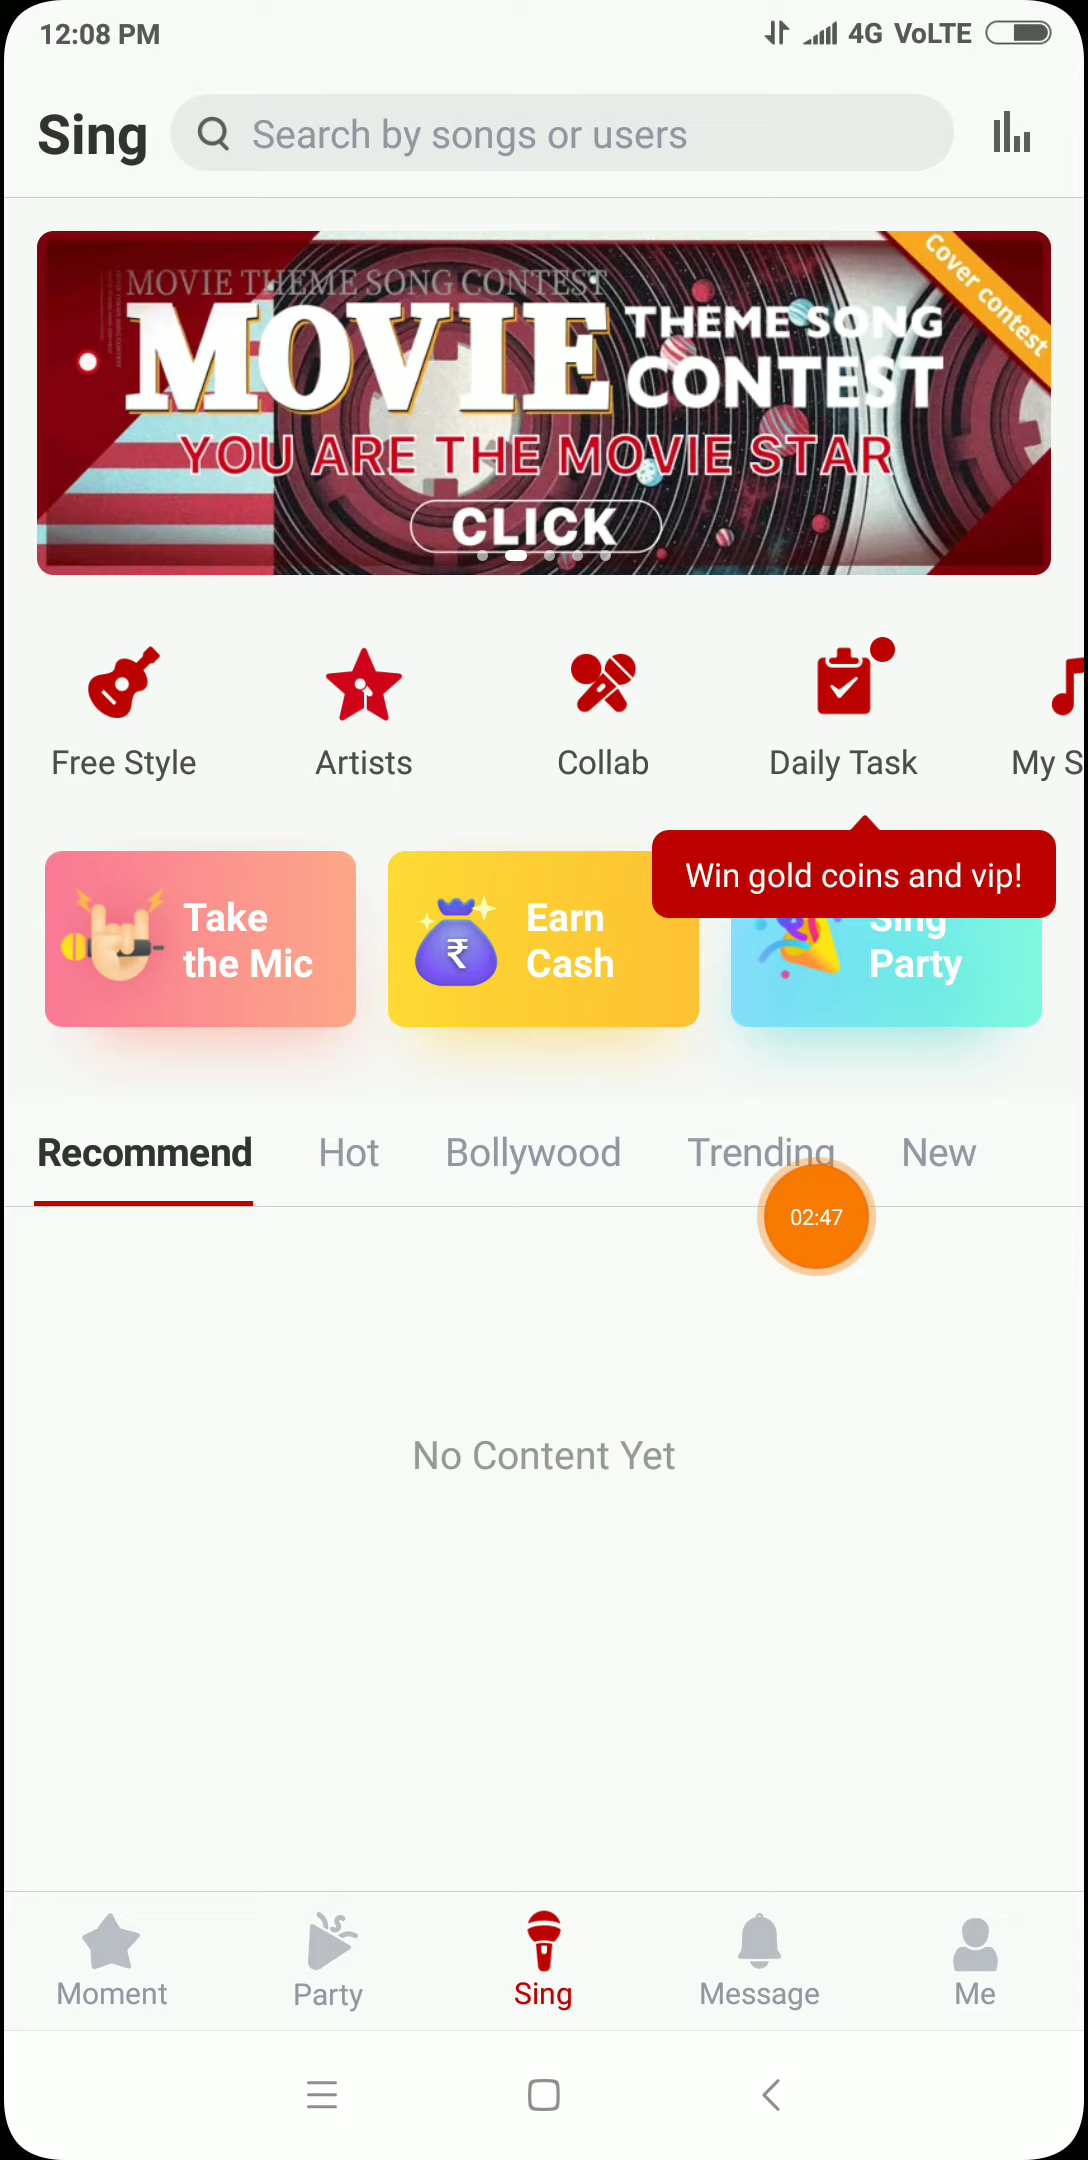 12:08 PM
4G VoLTE
Sing
Search by songs or users
Cover contest
MOVIE THEME SONG CONTEST
MOVIE THEME SONG
CONTEST
YOU ARE THE MOVIE STAR
CLICK
Free Style
Artists
Collab
Daily Task
My S
Win gold coins and vip!
Take
the Mic
₹
Earn
Cash
Sing
Party
Recommend
Hot
Bollywood
Trending
New
02:47
No Content Yet
Moment
Party
Sing
Message
Me